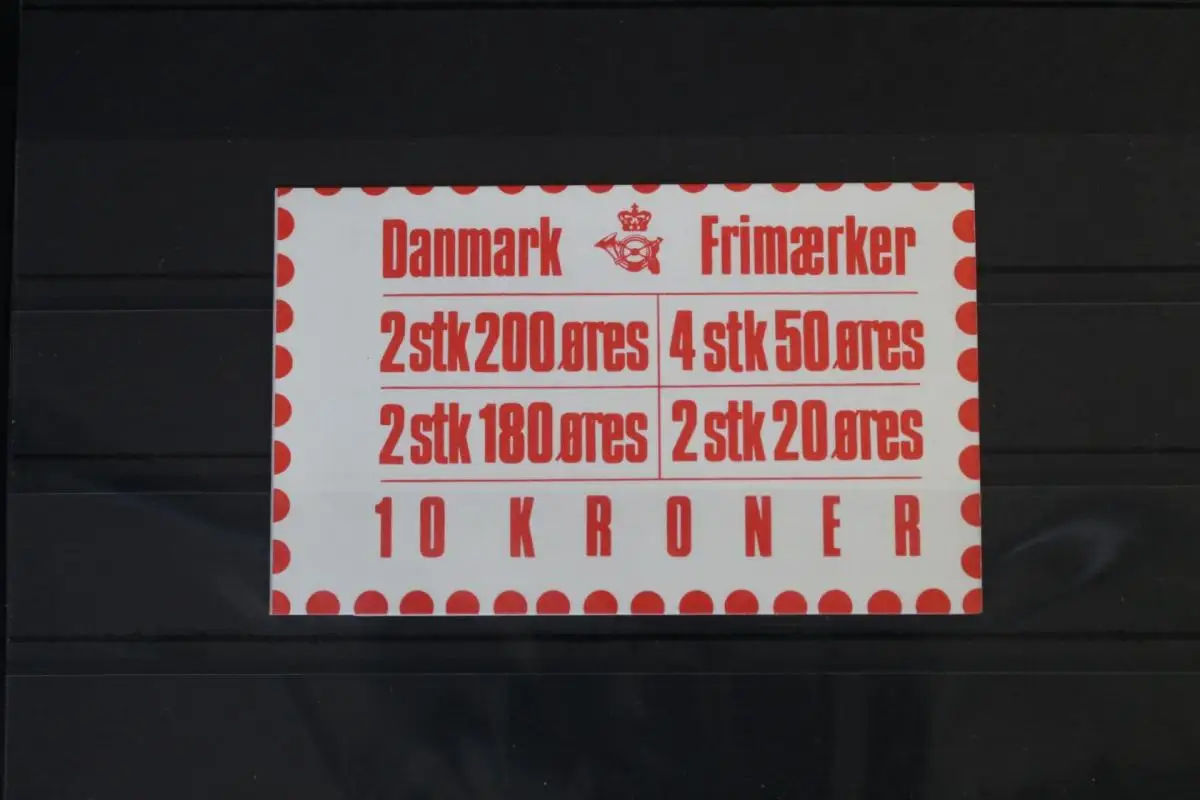 Danmark Frimærker
2 stk 200 øres 4 stk 50 øres
2 stk 180 øres 2 stk 20 øres
10 KRONER